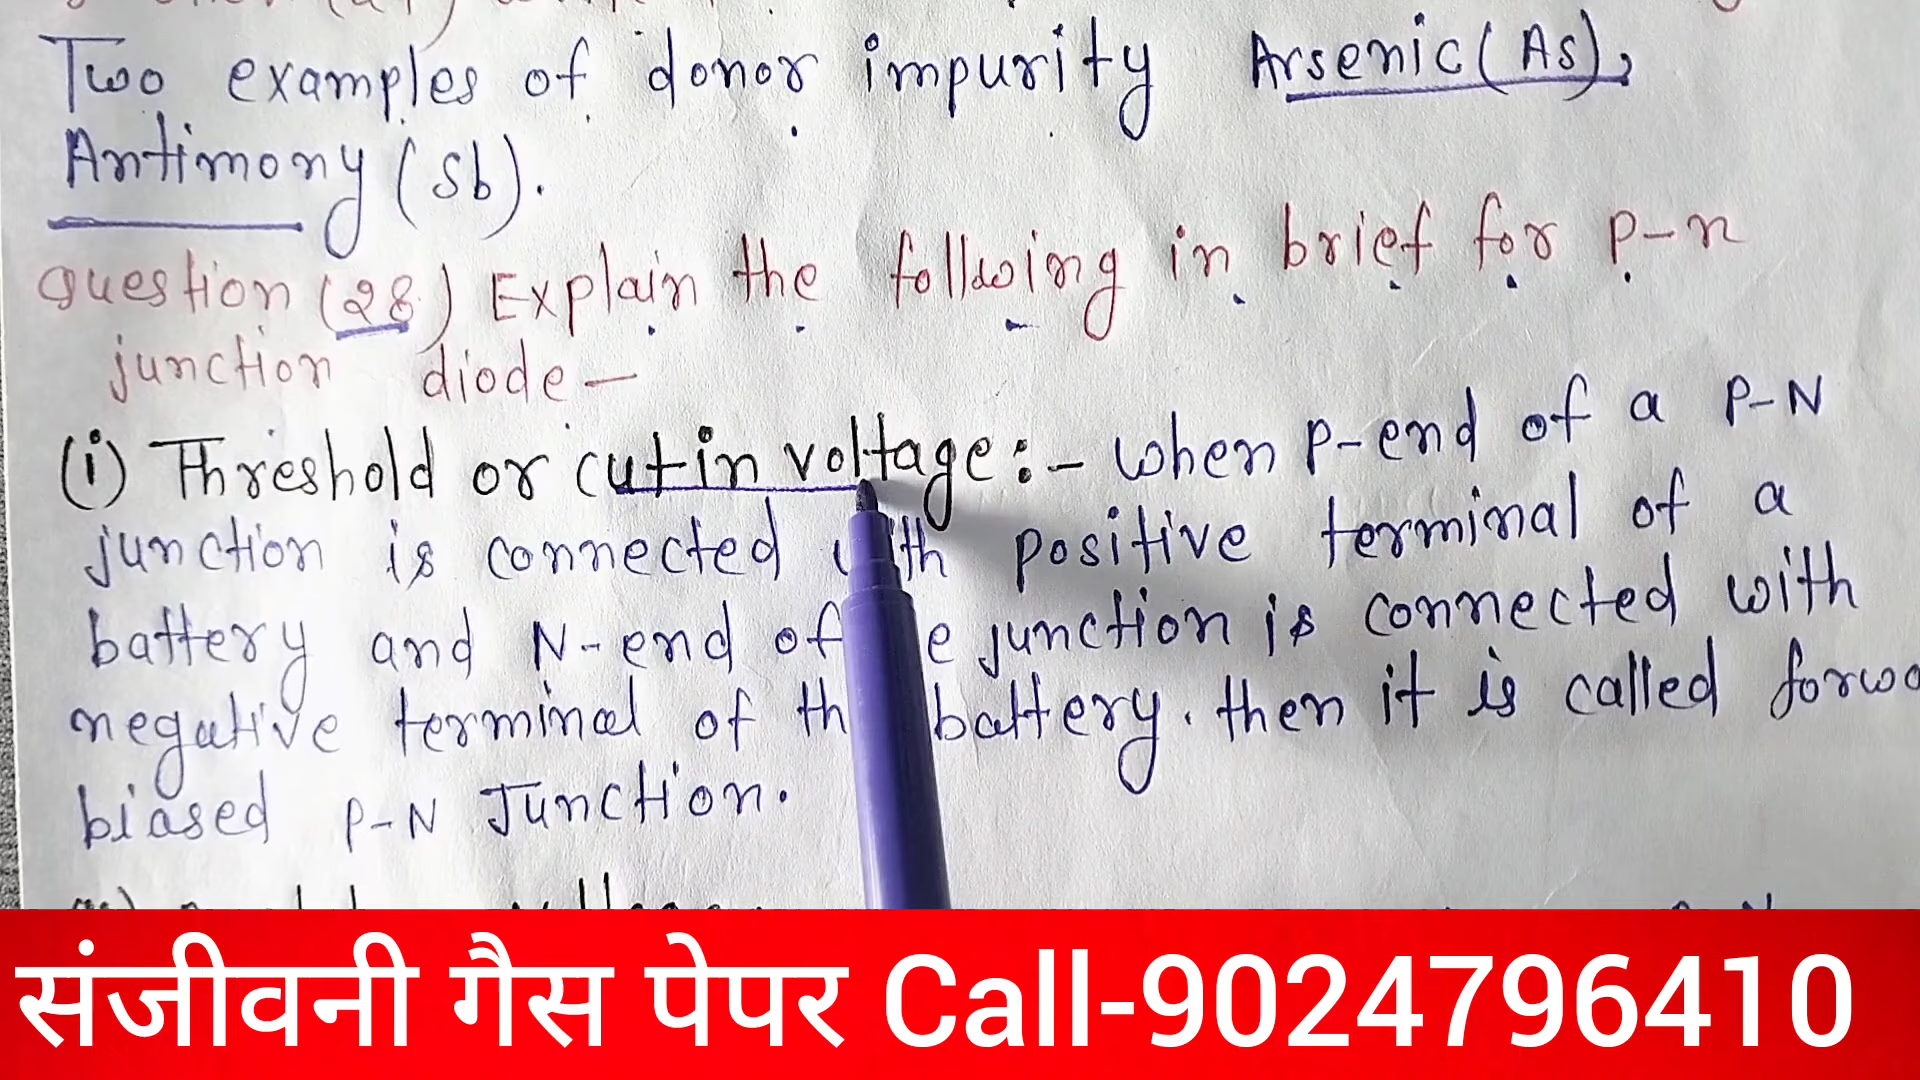 Two examples of donor impurity Arsenic(As),
Antimony(Sb).
question (28) Explain the following in brief for P-n
junction diode-
(i) Threshold or cut in voltage:- when P-end of a P-N
junction is connected with positive terminal of a
battery and N-end of e junction is connected with
negative terminal of th battery. then it is called forwa
biased P-N Junction.
संजीवनी गैस पेपर Call-9024796410